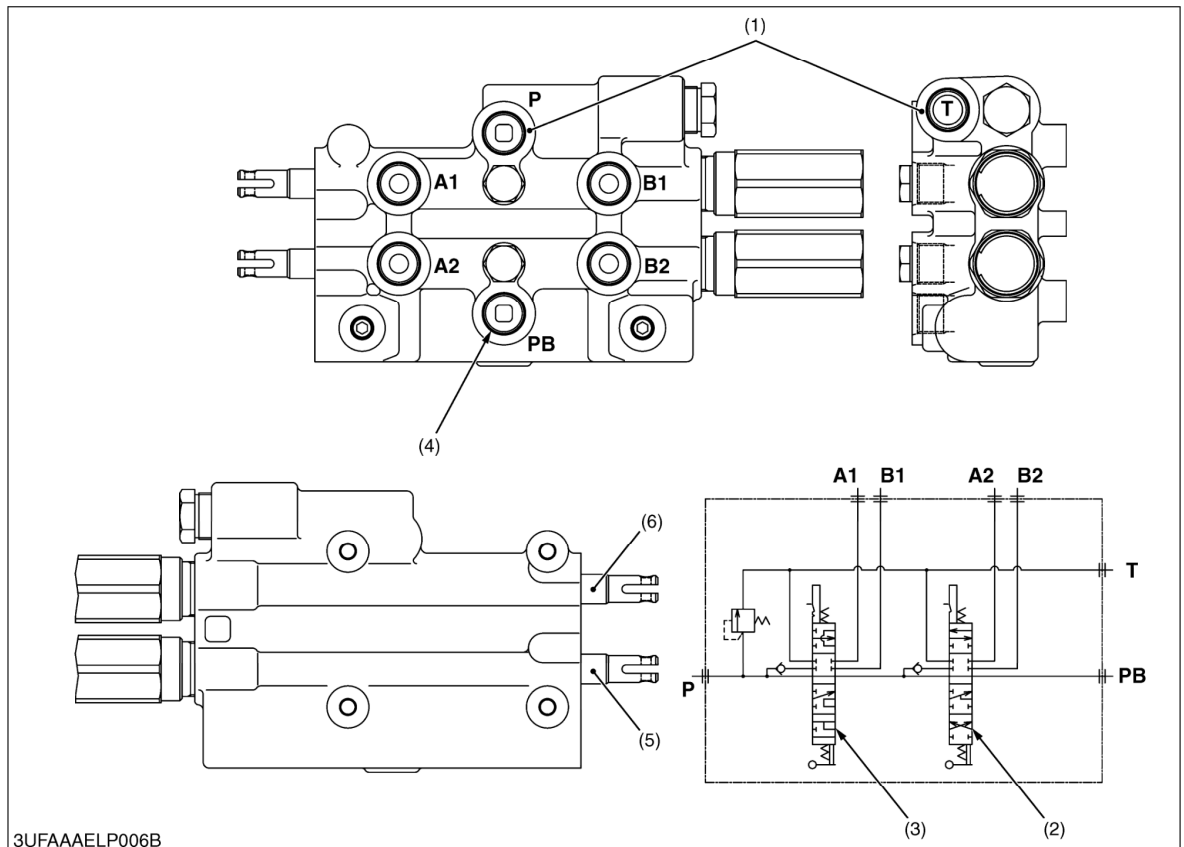 (1)
P
T
A1
B1
A2
B2
PB
(4)
A1 B1 A2 B2
(6)
T
P
PB
(5)
(3)
(2)
3UFAAAELP006B